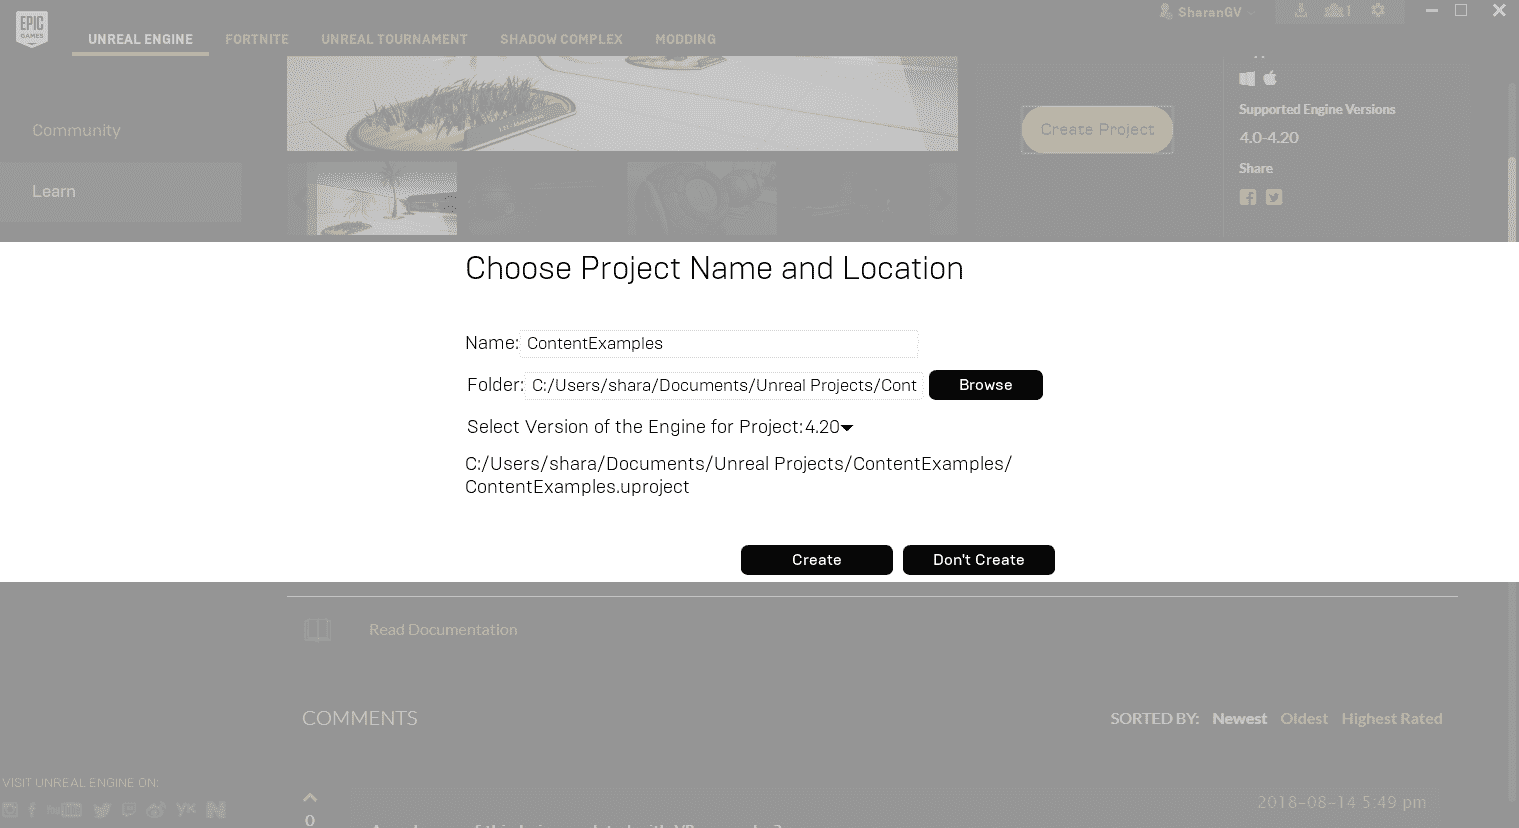 EPIC
GAMES
SharanGV
1
UNREAL ENGINE
FORTNITE
UNREAL TOURNAMENT
SHADOW COMPLEX
MODDING
Community
Learn
Create Project
Supported Engine Versions
4.0-4.20
Share
Choose Project Name and Location
Name: ContentExamples
Folder: C:/Users/shara/Documents/Unreal Projects/Cont
Browse
Select Version of the Engine for Project: 4.20
C:/Users/shara/Documents/Unreal Projects/ContentExamples/
ContentExamples.uproject
Create
Don't Create
Read Documentation
COMMENTS
SORTED BY: Newest Oldest Highest Rated
VISIT UNREAL ENGINE ON:
YouTube
0
2018-08-14 5:49 pm